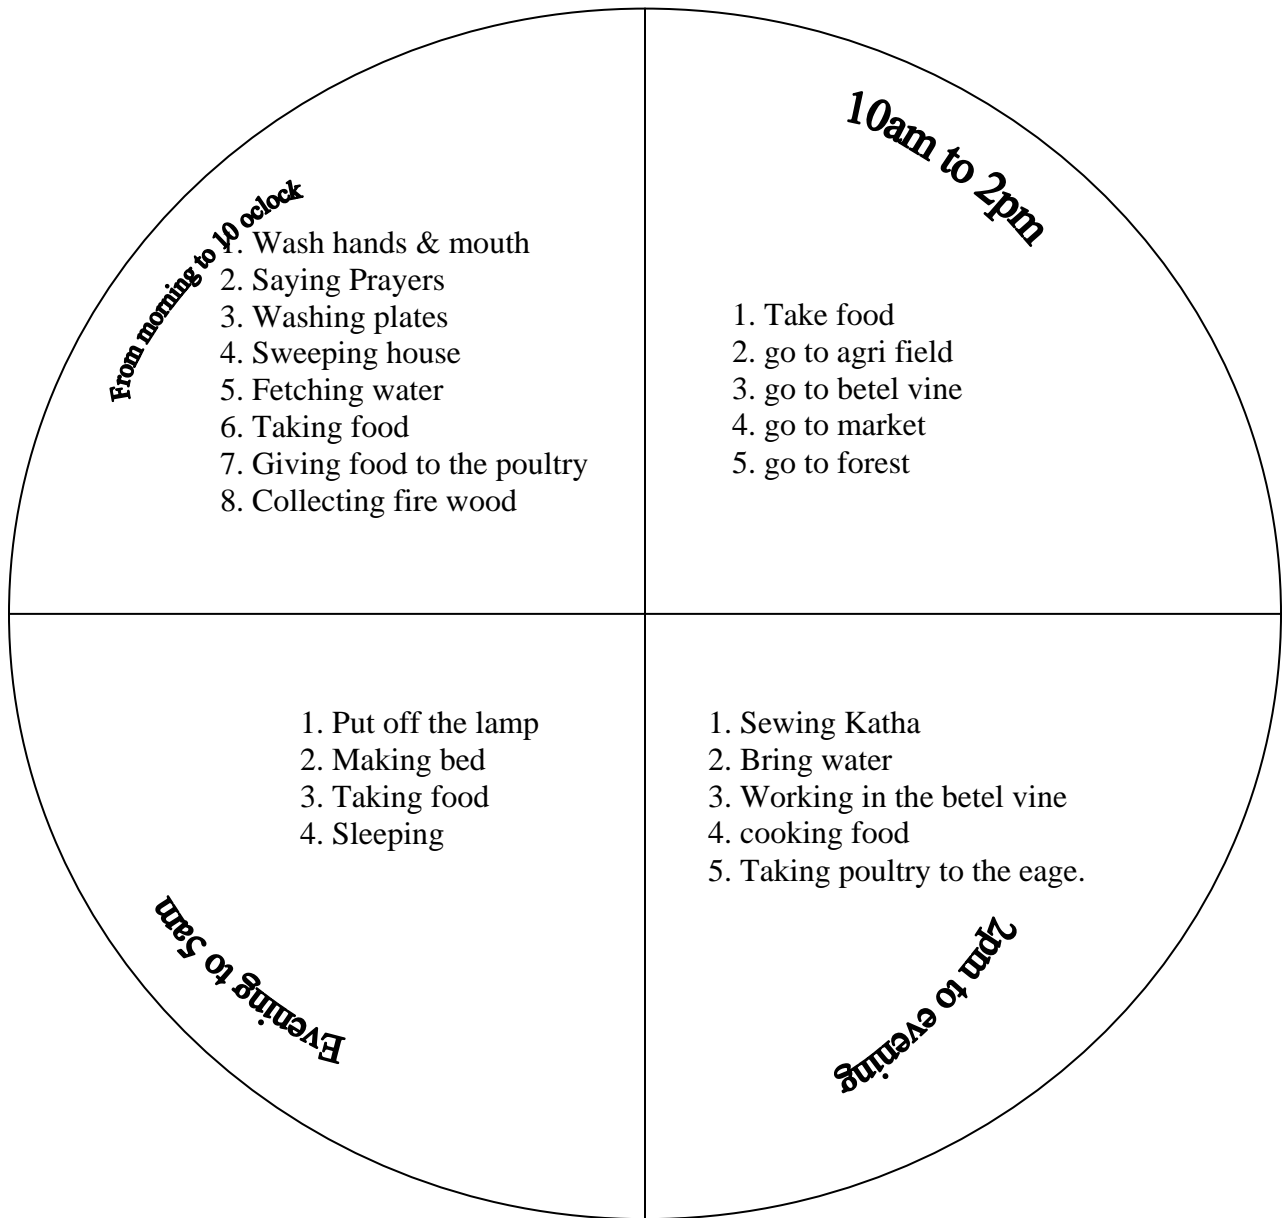 From morning to 10 oclock
1. Wash hands & mouth
2. Saying Prayers
3. Washing plates
4. Sweeping house
5. Fetching water
6. Taking food
7. Giving food to the poultry
8. Collecting fire wood
10am to 2pm
1. Take food
2. go to agri field
3. go to betel vine
4. go to market
5. go to forest
1. Sewing Katha
2. Bring water
3. Working in the betel vine
4. cooking food
5. Taking poultry to the eage.
2pm to evening
1. Put off the lamp
2. Making bed
3. Taking food
4. Sleeping
Evening to 5am